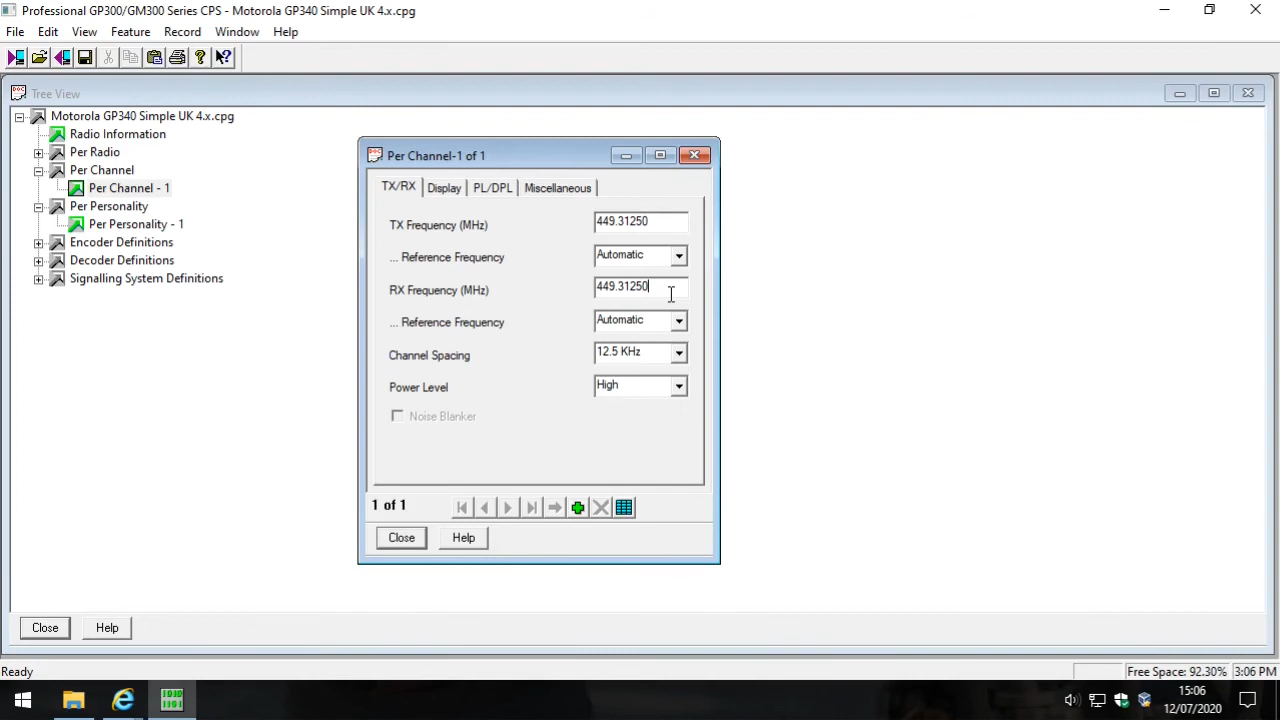 Professional GP300/GM300 Series CPS - Motorola GP340 Simple UK 4.x.cpg
File Edit View Feature Record Window Help
Tree View
Motorola GP340 Simple UK 4.x.cpg
Radio Information
Per Radio
Per Channel
Per Channel - 1
Per Personality
Per Personality - 1
Encoder Definitions
Decoder Definitions
Signalling System Definitions
Per Channel-1 of 1
TX/RX Display PL/DPL Miscellaneous
TX Frequency (MHz) 449.31250
... Reference Frequency Automatic
RX Frequency (MHz) 449.31250
... Reference Frequency Automatic
Channel Spacing 12.5 KHz
Power Level High
Noise Blanker
1 of 1
Close Help
Close Help
Ready Free Space: 92.30% 3:06 PM
15:06
12/07/2020